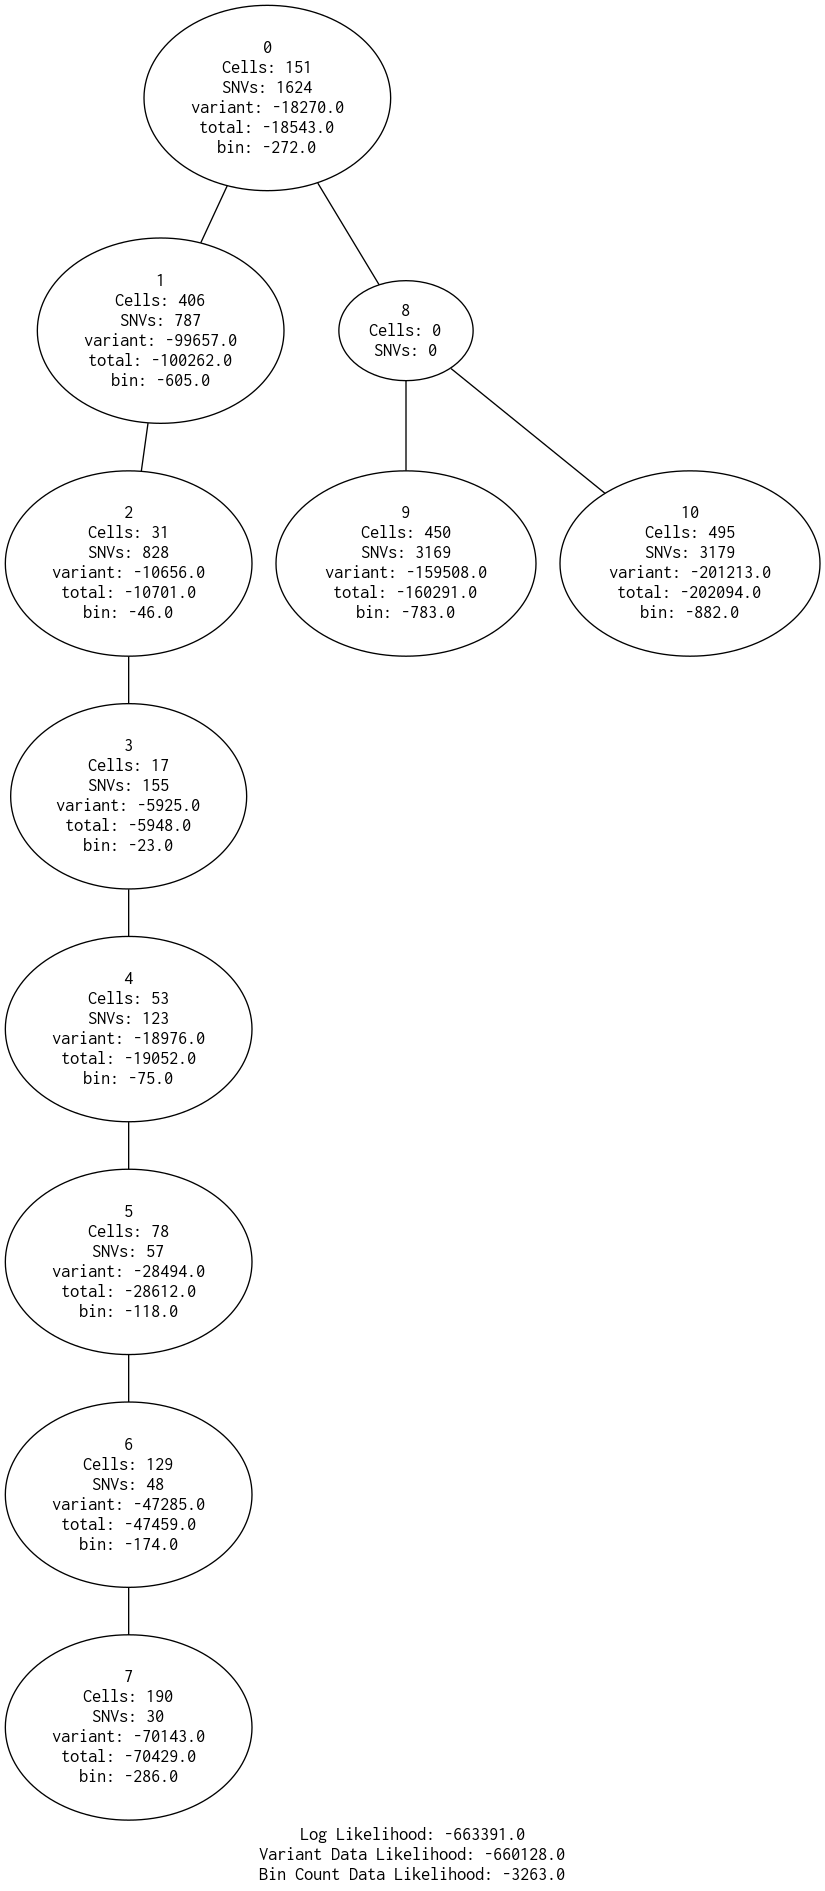 0
Cells: 151
SNVs: 1624
variant: -18270.0
total: -18543.0
bin: -272.0
1
Cells: 406
SNVs: 787
variant: -99657.0
total: -100262.0
bin: -605.0
8
Cells: 0
SNVs: 0
2
Cells: 31
SNVs: 828
variant: -10656.0
total: -10701.0
bin: -46.0
9
Cells: 450
SNVs: 3169
variant: -159508.0
total: -160291.0
bin: -783.0
10
Cells: 495
SNVs: 3179
variant: -201213.0
total: -202094.0
bin: -882.0
3
Cells: 17
SNVs: 155
variant: -5925.0
total: -5948.0
bin: -23.0
4
Cells: 53
SNVs: 123
variant: -18976.0
total: -19052.0
bin: -75.0
5
Cells: 78
SNVs: 57
variant: -28494.0
total: -28612.0
bin: -118.0
6
Cells: 129
SNVs: 48
variant: -47285.0
total: -47459.0
bin: -174.0
7
Cells: 190
SNVs: 30
variant: -70143.0
total: -70429.0
bin: -286.0
Log Likelihood: -663391.0
Variant Data Likelihood: -660128.0
Bin Count Data Likelihood: -3263.0